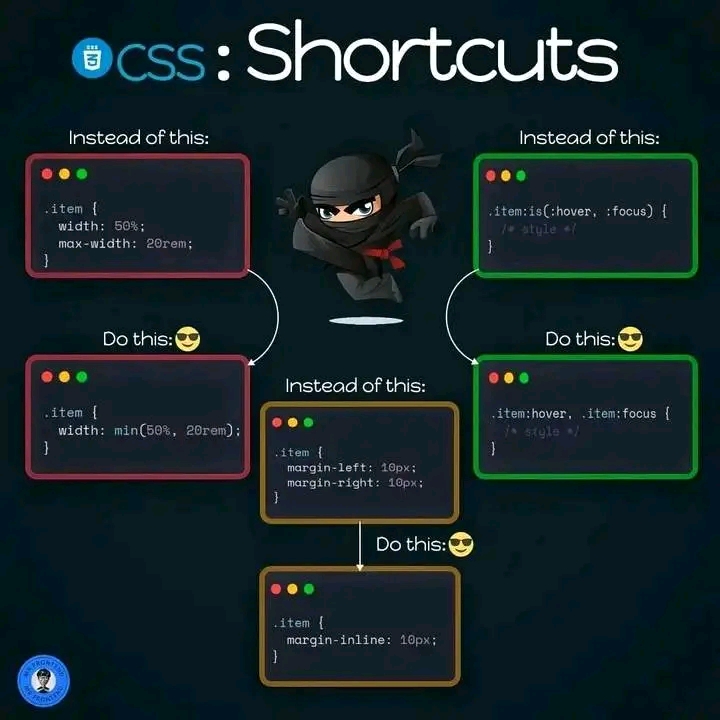 CSS : Shortcuts
Instead of this:
.item {
width: 50%;
max-width: 20rem;
}
Do this:
.item {
width: min(50%, 20rem);
}
Instead of this:
.item:is(:hover, :focus) {
/* style */
}
Do this:
.item:hover, .item:focus {
/* style */
}
Instead of this:
.item {
margin-left: 10px;
margin-right: 10px;
}
Do this:
.item {
margin-inline: 10px;
}